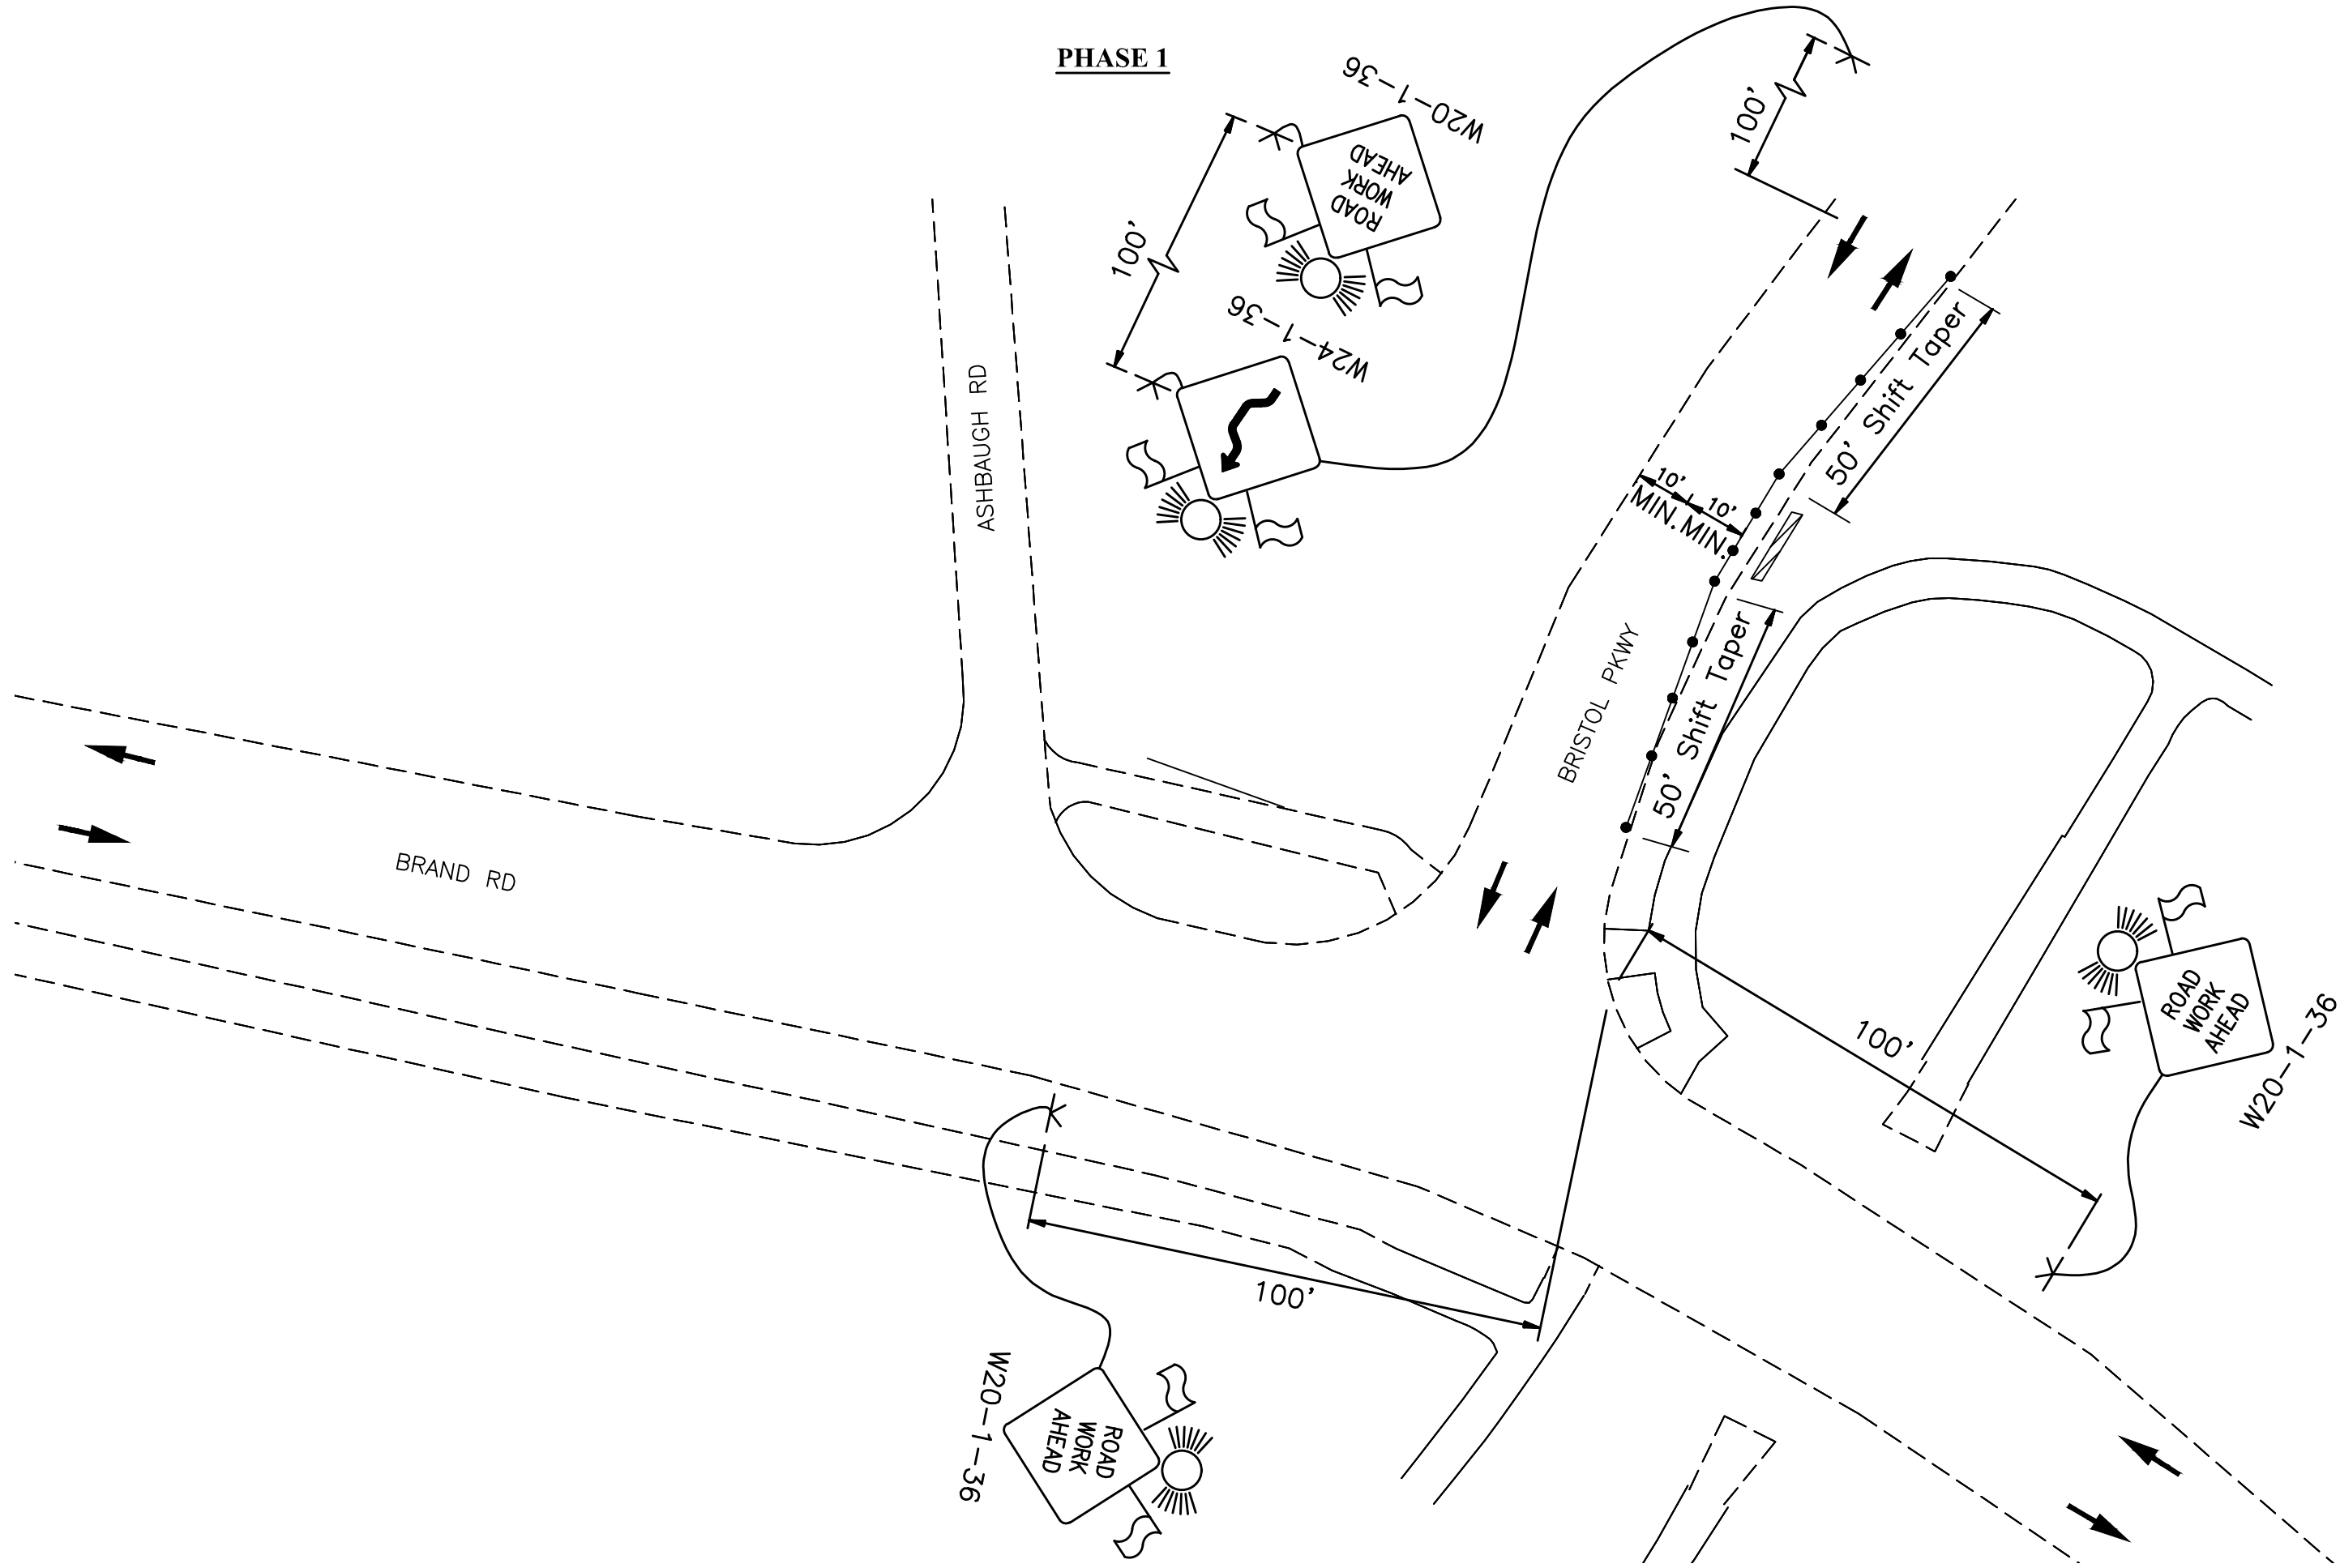 PHASE 1
W20-1-36
ROAD
WORK
AHEAD
100'
100'
W24-1-36
50' Shift Taper
10'
MIN.
10'
MIN.
ASHBAUGH RD
BRISTOL PKWY
50' Shift Taper
BRAND RD
100'
ROAD
WORK
AHEAD
W20-1-36
100'
W20-1-36
ROAD
WORK
AHEAD